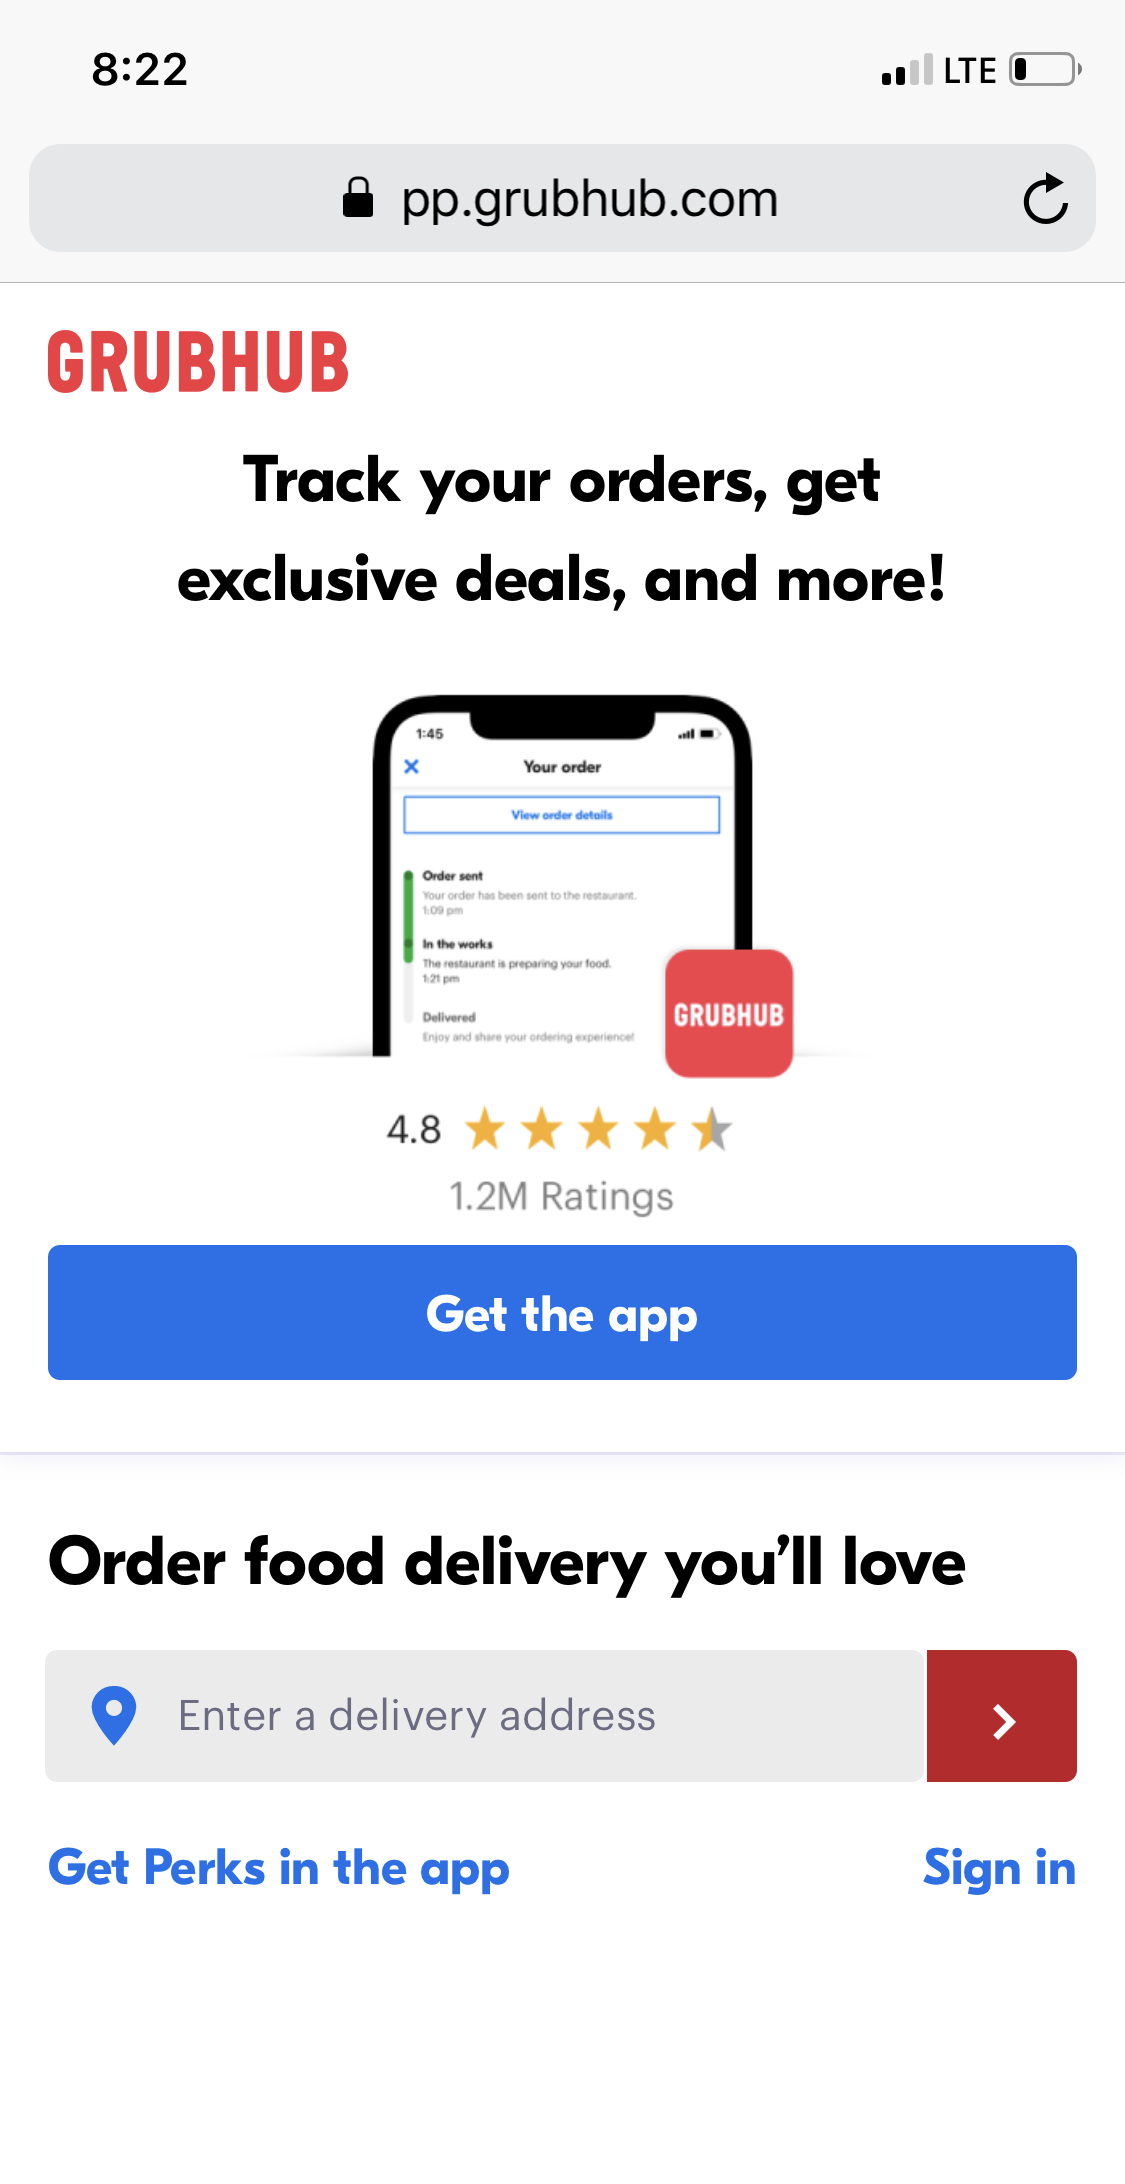 8:22
LTE
pp.grubhub.com
GRUBHUB
Track your orders, get
exclusive deals, and more!
1:45
Your order
View order details
Order sent
Your order has been sent to the restaurant.
1:09 pm
In the works
The restaurant is preparing your food.
1:21 pm
Delivered
Enjoy and share your ordering experience!
GRUBHUB
4.8
1.2M Ratings
Get the app
Order food delivery you’ll love
Enter a delivery address
Get Perks in the app
Sign in